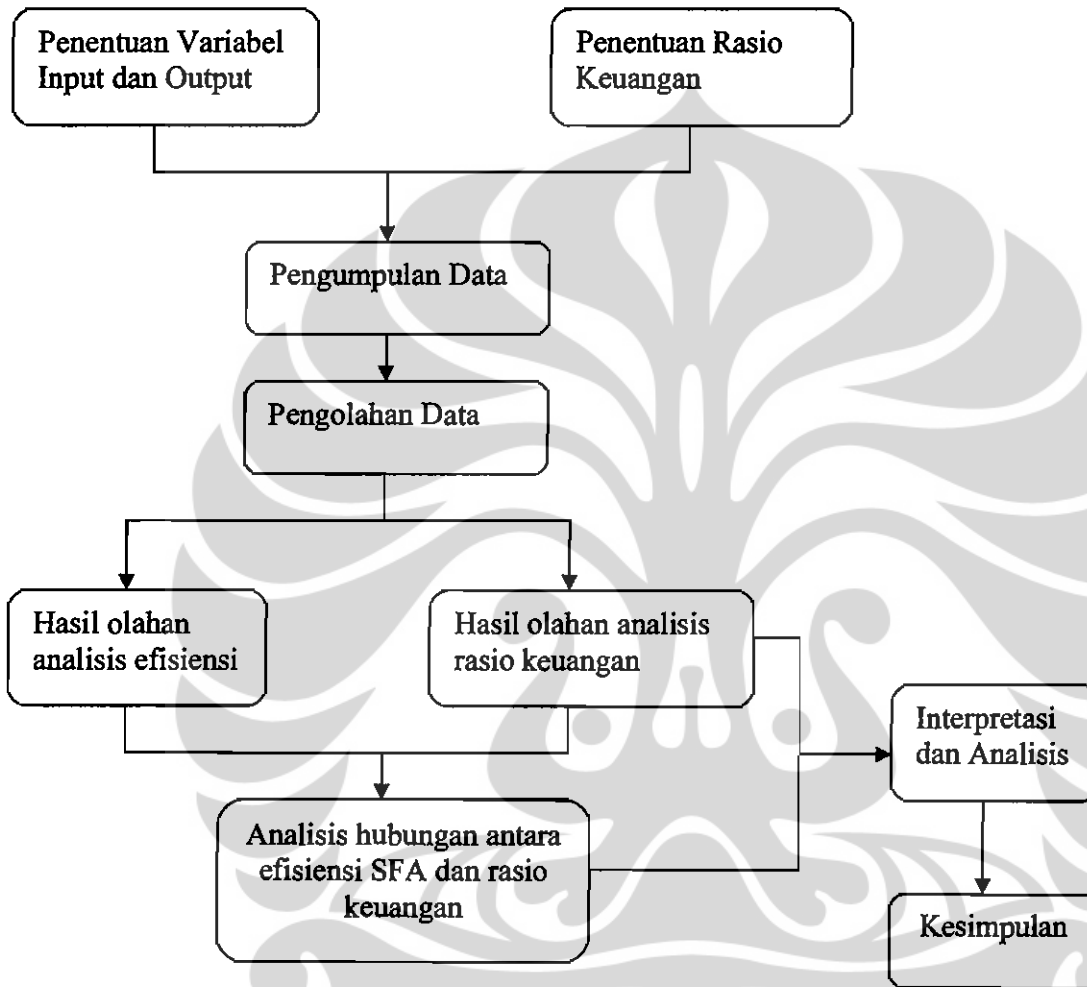 Penentuan Variabel
Input dan Output
Penentuan Rasio
Keuangan
Pengumpulan Data
Pengolahan Data
Hasil olahan
analisis efisiensi
Hasil olahan analisis
rasio keuangan
Interpretasi
dan Analisis
Analisis hubungan antara
efisiensi SFA dan rasio
keuangan
Kesimpulan